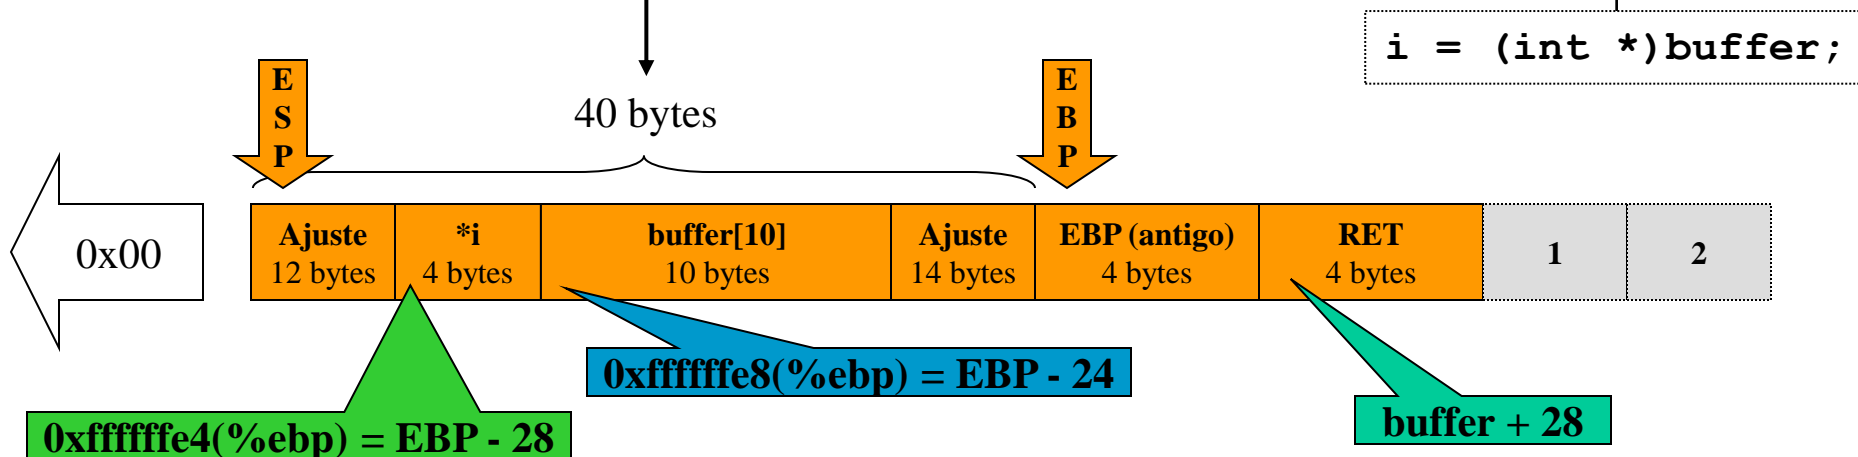 i = (int *)buffer;
E
S
P
40 bytes
E
B
P
0x00
Ajuste
12 bytes
*i
4 bytes
buffer[10]
10 bytes
Ajuste
14 bytes
EBP (antigo)
4 bytes
RET
4 bytes
1
2
0xffffffe8(%ebp) = EBP - 24
buffer + 28
0xffffffe4(%ebp) = EBP - 28